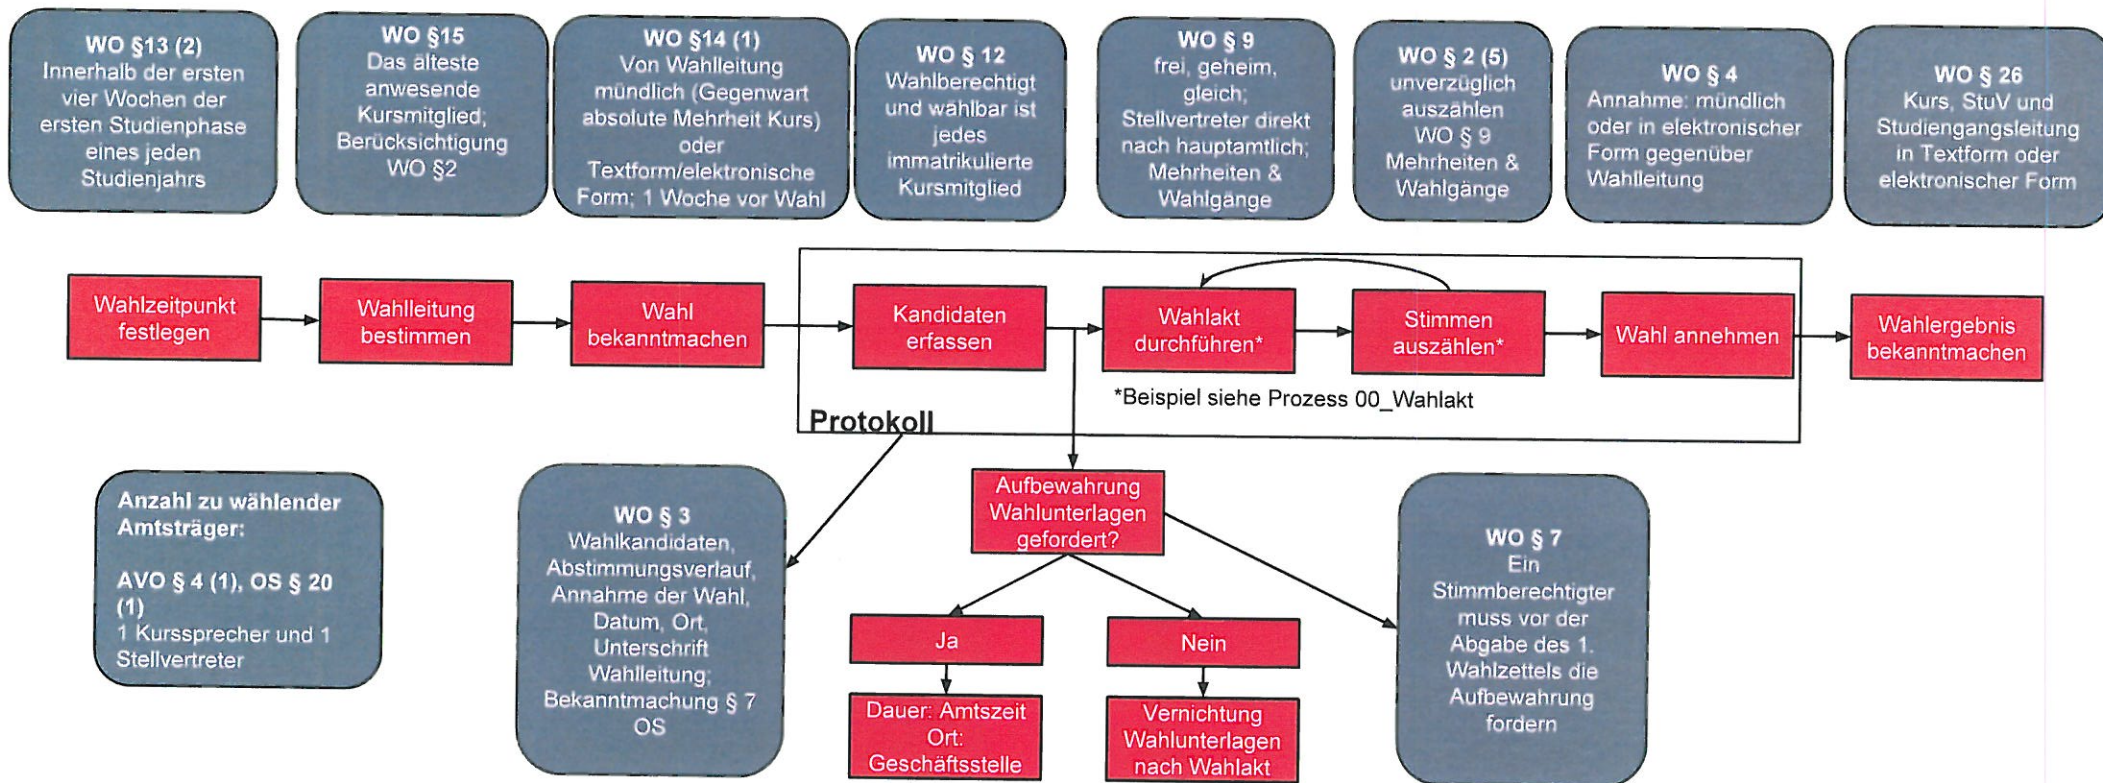 WO §13 (2)
Innerhalb der ersten
vier Wochen der
ersten Studienphase
eines jeden
Studienjahrs
WO §15
Das älteste
anwesende
Kursmitglied;
Berücksichtigung
WO §2
WO §14 (1)
Von Wahlleitung
mündlich (Gegenwart
absolute Mehrheit Kurs)
oder
Textform/elektronische
Form; 1 Woche vor Wahl
WO § 12
Wahlberechtigt
und wählbar ist
jedes
immatrikulierte
Kursmitglied
WO § 9
frei, geheim,
gleich;
Stellvertreter direkt
nach hauptamtlich;
Mehrheiten &
Wahlgänge
WO § 2 (5)
unverzüglich
auszählen
WO § 9
Mehrheiten &
Wahlgänge
WO § 4
Annahme: mündlich
oder in elektronischer
Form gegenüber
Wahlleitung
WO § 26
Kurs, StuV und
Studiengangsleitung
in Textform oder
elektronischer Form
Wahlzeitpunkt
festlegen
Wahlleitung
bestimmen
Wahl
bekanntmachen
Kandidaten
erfassen
Wahlakt
durchführen*
Stimmen
auszählen*
Wahl annehmen
Wahlergebnis
bekanntmachen
*Beispiel siehe Prozess 00_Wahlakt
Protokoll
Anzahl zu wählender
Amtsträger:
AVO § 4 (1), OS § 20
(1)
1 Kurssprecher und 1
Stellvertreter
WO § 3
Wahlkandidaten,
Abstimmungsverlauf,
Annahme der Wahl,
Datum, Ort,
Unterschrift
Wahlleitung;
Bekanntmachung § 7
OS
Aufbewahrung
Wahlunterlagen
gefordert?
Ja
Nein
Dauer: Amtszeit
Ort:
Geschäftsstelle
Vernichtung
Wahlunterlagen
nach Wahlakt
WO § 7
Ein
Stimmberechtigter
muss vor der
Abgabe des 1.
Wahlzettels die
Aufbewahrung
fordern